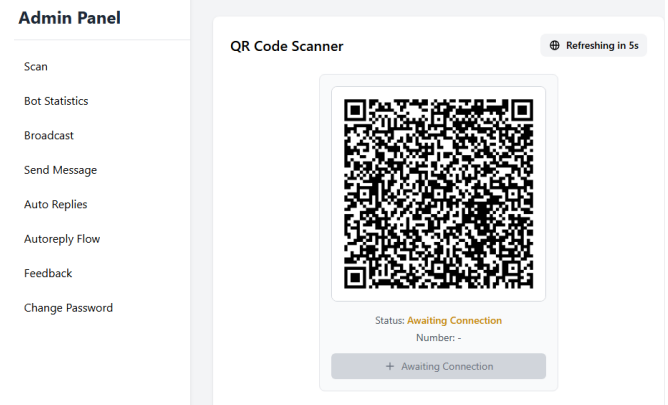 Admin Panel
Scan
Bot Statistics
Broadcast
Send Message
Auto Replies
Autoreply Flow
Feedback
Change Password
QR Code Scanner
Refreshing in 5s
Status: Awaiting Connection
Number: -
+ Awaiting Connection